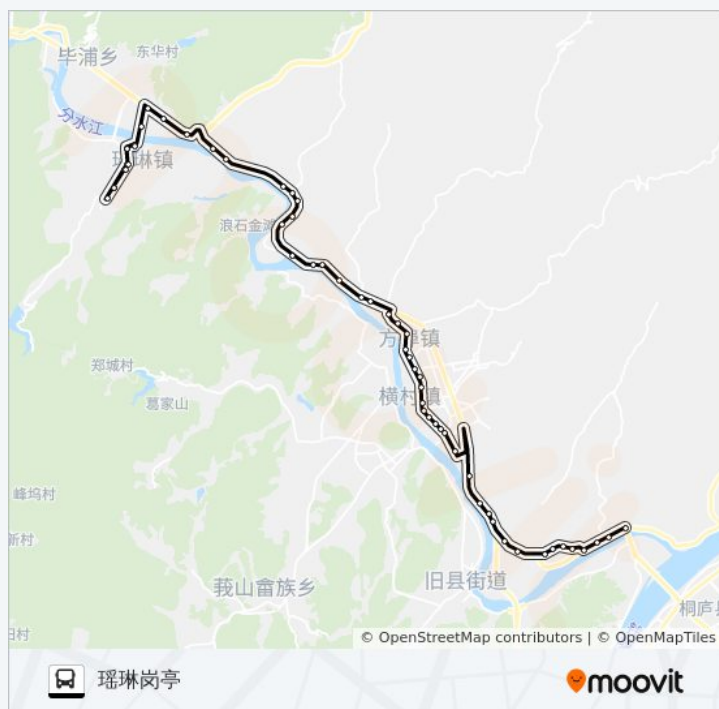 毕浦乡
东华村
分水江
瑶琳镇
浪石金滩
方埠镇
郑城村
横村镇
葛家山
峰坞村
新村
旧县街道
莪山畲族乡
桐庐县
旧村
© OpenStreetMap contributors | © OpenMapTiles
瑶琳岗亭
moovit